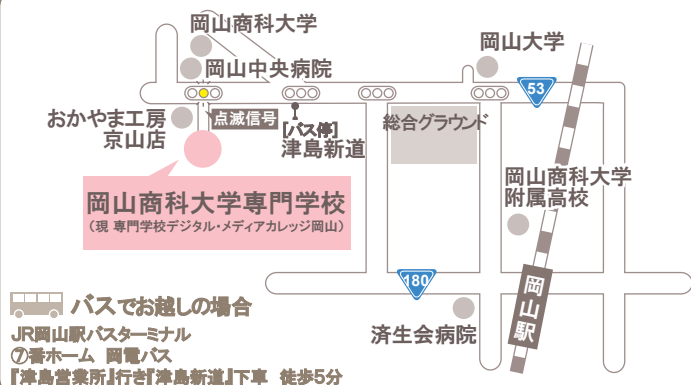 岡山商科大学
岡山中央病院
岡山大学
53
おかやま工房
京山店
点滅信号
[バス停]
津島新道
総合グラウンド
岡山商科大学専門学校
(現 専門学校デジタル・メディアカレッジ岡山)
岡山商科大学
附属高校
180
岡山駅
済生会病院
バスでお越しの場合
JR岡山駅バスターミナル
⑦番ホーム 岡電バス
『津島営業所』行き『津島新道』下車 徒歩5分